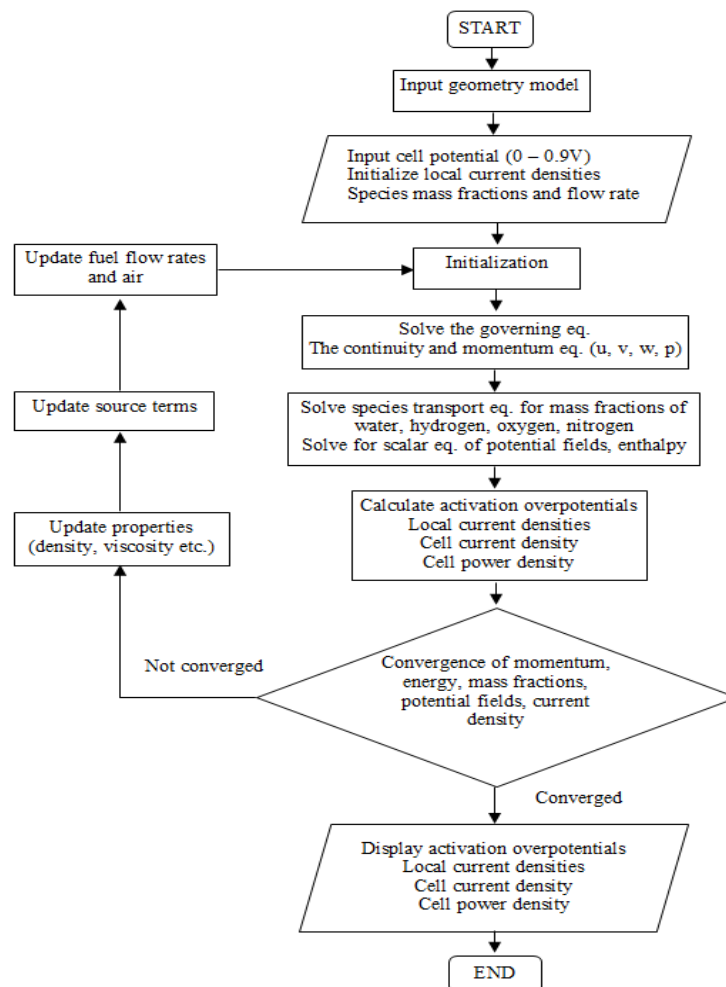 START
Input geometry model
Input cell potential (0 – 0.9V)
Initialize local current densities
Species mass fractions and flow rate
Update fuel flow rates
and air
Initialization
Solve the governing eq.
The continuity and momentum eq. (u, v, w, p)
Update source terms
Solve species transport eq. for mass fractions of
water, hydrogen, oxygen, nitrogen
Solve for scalar eq. of potential fields, enthalpy
Update properties
(density, viscosity etc.)
Calculate activation overpotentials
Local current densities
Cell current density
Cell power density
Not converged
Convergence of momentum,
energy, mass fractions,
potential fields, current
density
Converged
Display activation overpotentials
Local current densities
Cell current density
Cell power density
END